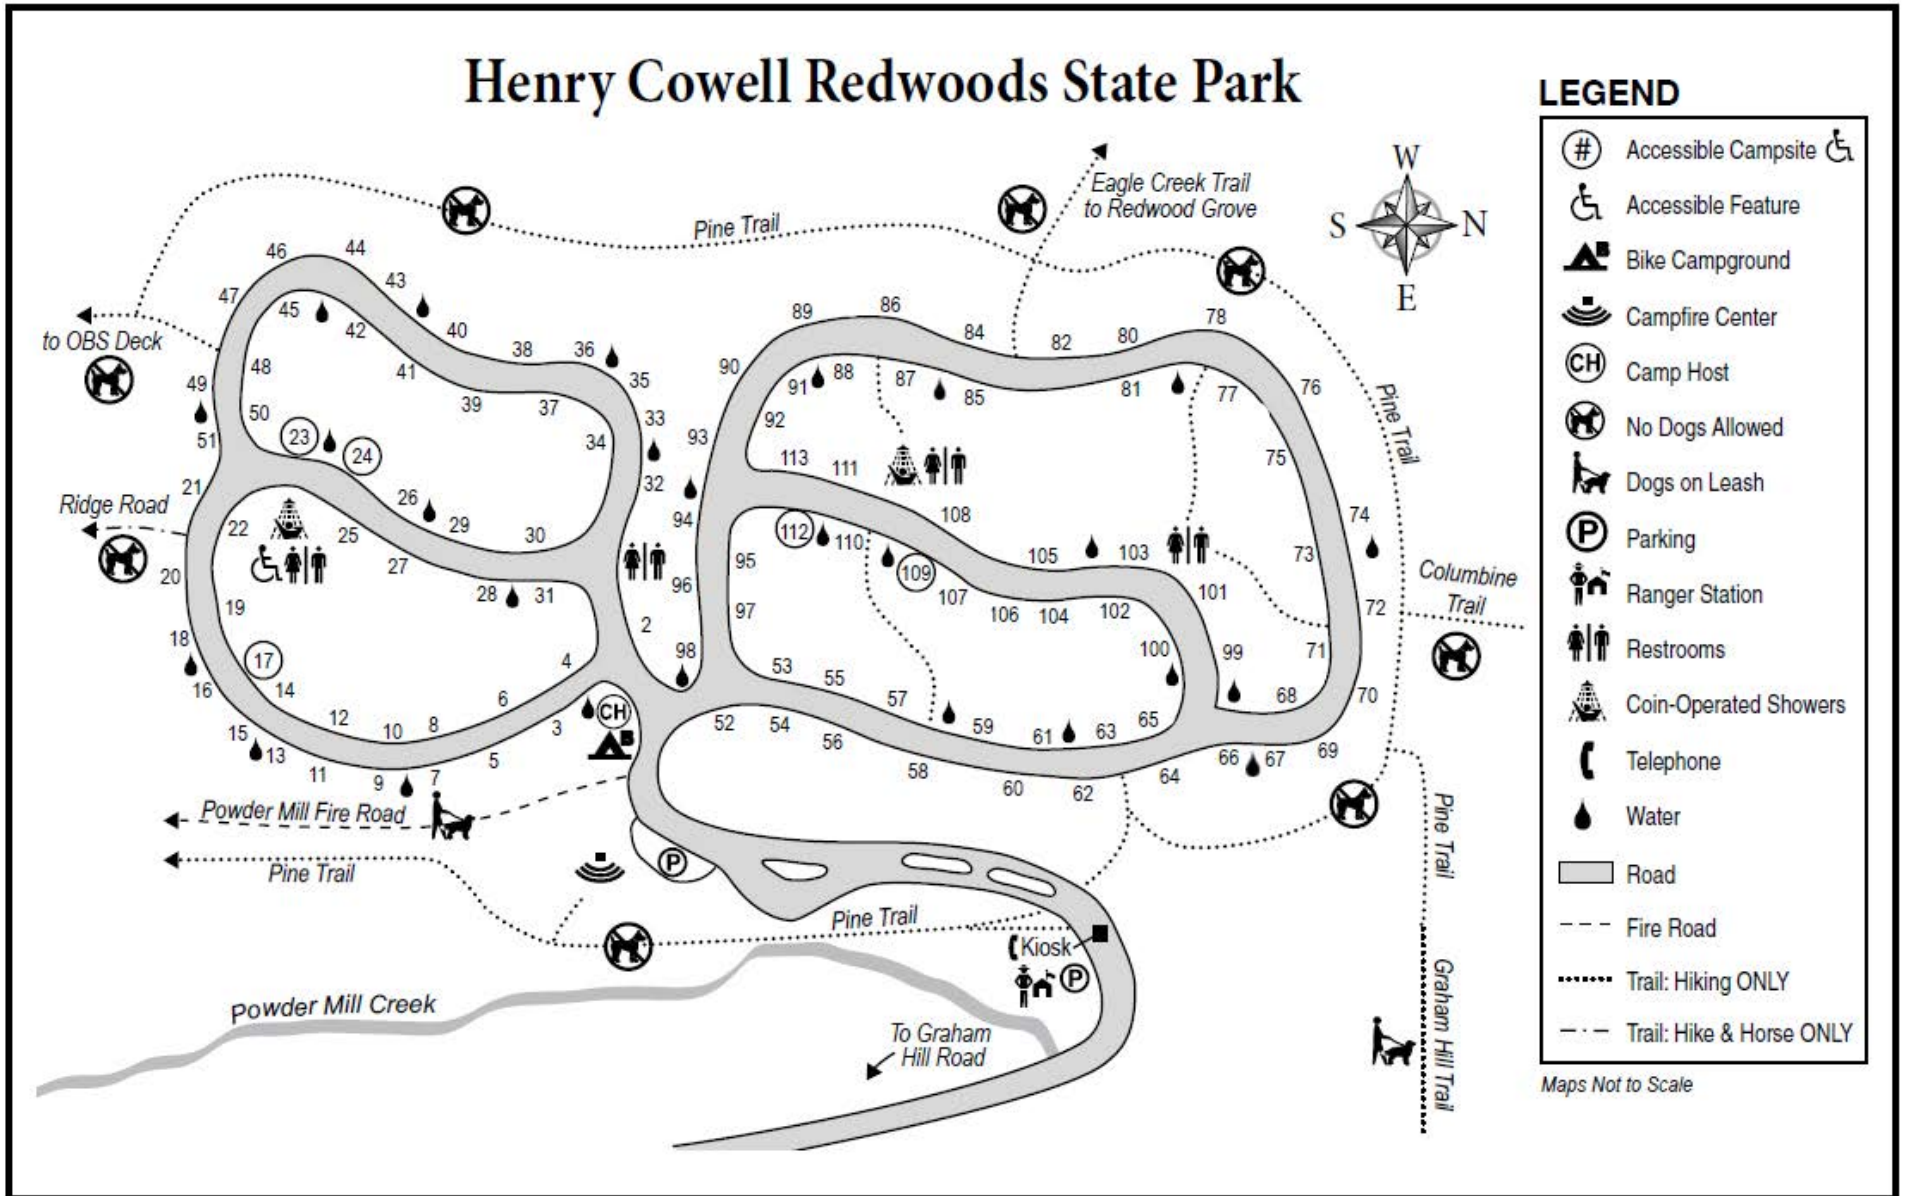 Henry Cowell Redwoods State Park
LEGEND
# Accessible Campsite
Accessible Feature
B Bike Campground
Campfire Center
CH Camp Host
No Dogs Allowed
Dogs on Leash
P Parking
Ranger Station
Restrooms
Coin-Operated Showers
Telephone
Water
Road
Fire Road
Trail: Hiking ONLY
Trail: Hike & Horse ONLY
Maps Not to Scale
W
S N
E
Eagle Creek Trail
to Redwood Grove
Pine Trail
to OBS Deck
Ridge Road
Pine Trail
Columbine
Trail
Pine Trail
Graham Hill Trail
Powder Mill Fire Road
Pine Trail
Pine Trail
Powder Mill Creek
Kiosk
To Graham
Hill Road
CH
B
P
P
46
44
43
47
45
42
40
38
36
41
35
48
39
37
49
50
33
34
51
23
24
32
21
26
22
25
29
30
27
20
28
31
19
2
18
17
4
16
14
6
12
10
8
3
15
13
5
11
9
7
89
86
84
82
80
78
90
91
88
87
85
81
77
76
92
93
113
111
75
94
112
110
108
74
105
103
73
95
96
109
107
106
104
102
101
72
97
98
53
55
57
100
99
71
52
54
56
59
61
63
65
68
70
58
60
62
64
66
67
69